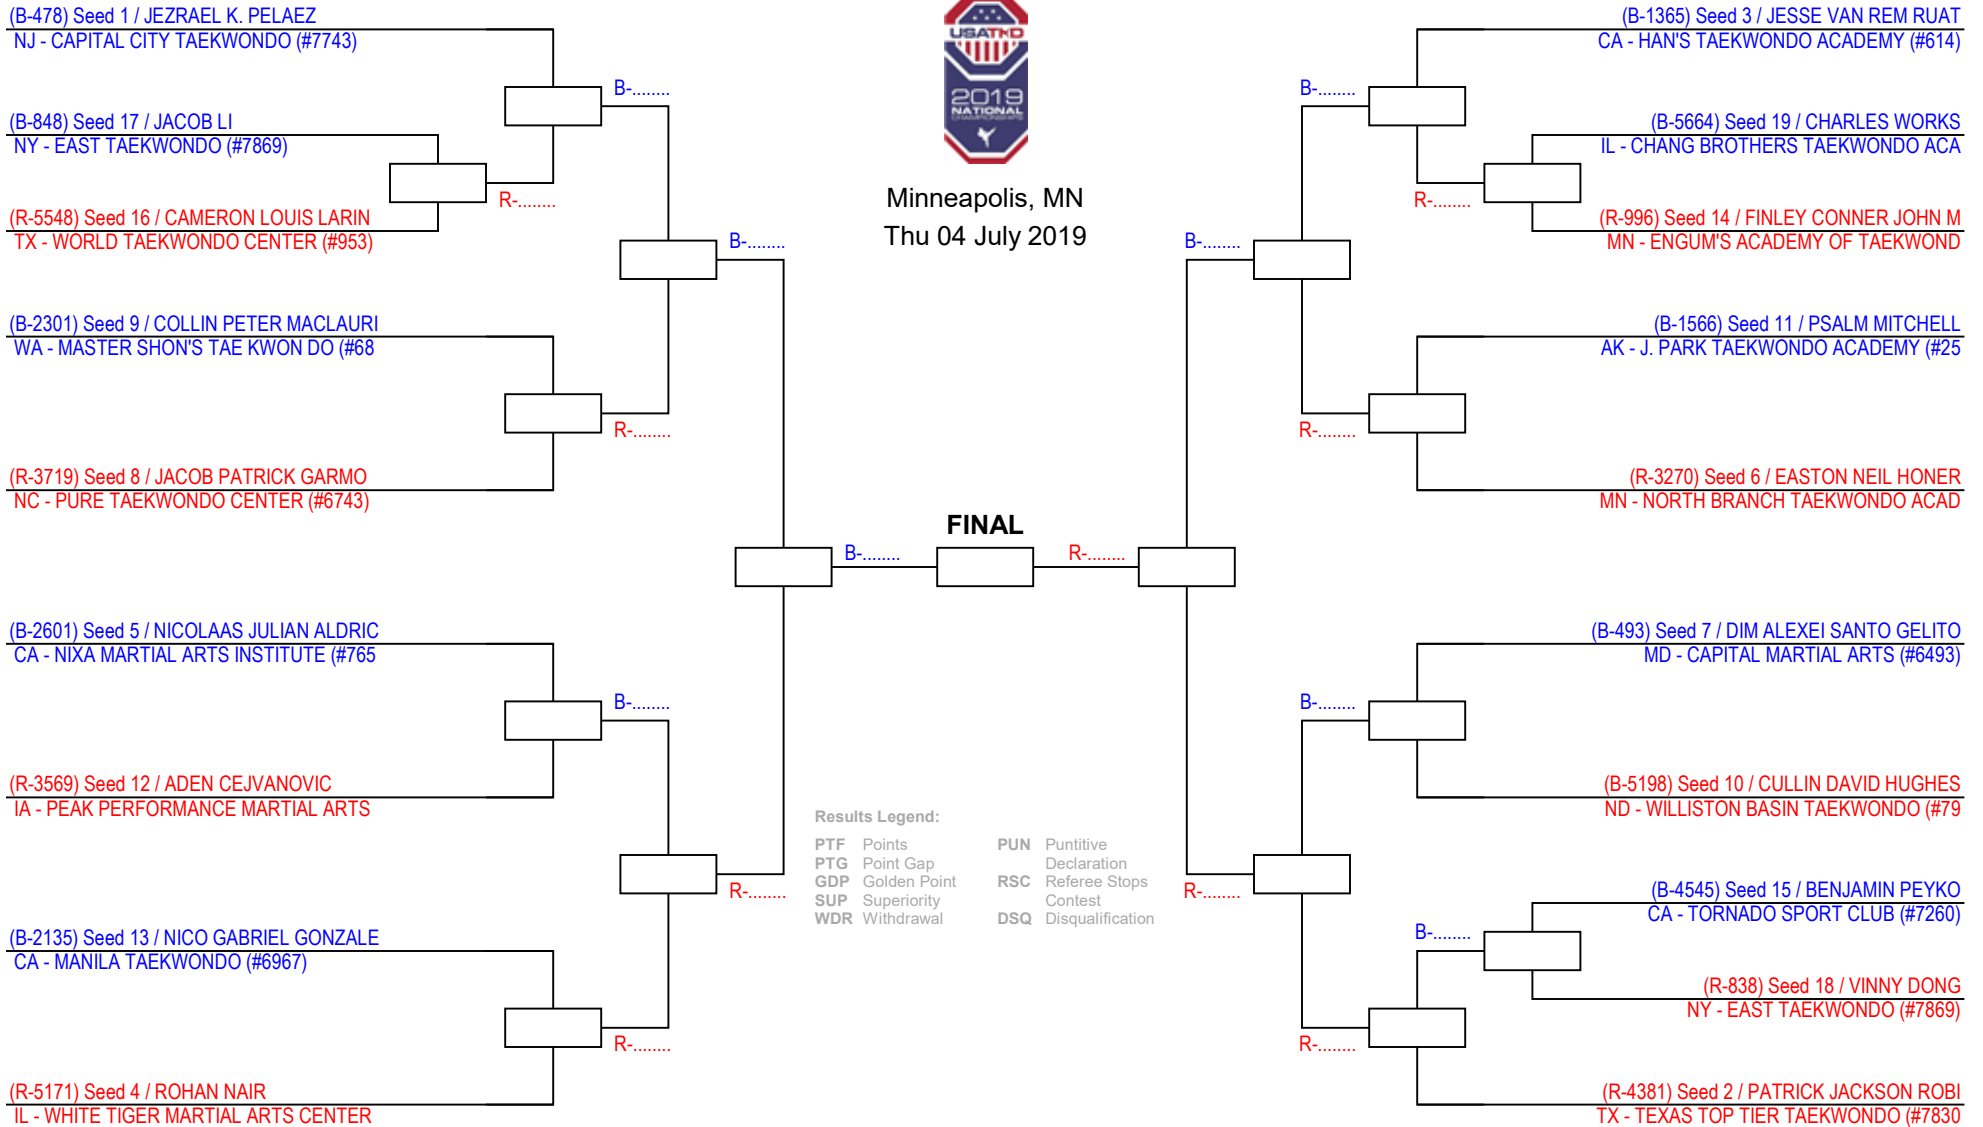 (B-478) Seed 1 / JEZRAEL K. PELAEZ
NJ - CAPITAL CITY TAEKWONDO (#7743)
B-........
(B-848) Seed 17 / JACOB LI
NY - EAST TAEKWONDO (#7869)
R-........
(R-5548) Seed 16 / CAMERON LOUIS LARIN
TX - WORLD TAEKWONDO CENTER (#953)
B-........
(B-2301) Seed 9 / COLLIN PETER MACLAURI
WA - MASTER SHON'S TAE KWON DO (#68
R-........
(R-3719) Seed 8 / JACOB PATRICK GARMO
NC - PURE TAEKWONDO CENTER (#6743)
(B-2601) Seed 5 / NICOLAAS JULIAN ALDRIC
CA - NIXA MARTIAL ARTS INSTITUTE (#765
B-........
(R-3569) Seed 12 / ADEN CEJVANOVIC
IA - PEAK PERFORMANCE MARTIAL ARTS
R-........
(B-2135) Seed 13 / NICO GABRIEL GONZALE
CA - MANILA TAEKWONDO (#6967)
R-........
(R-5171) Seed 4 / ROHAN NAIR
IL - WHITE TIGER MARTIAL ARTS CENTER
USATKD
2019
NATIONAL
CHAMPIONSHIPS
Minneapolis, MN
Thu 04 July 2019
FINAL
B-........
R-........
Results Legend:
PTF Points
PTG Point Gap
GDP Golden Point
SUP Superiority
WDR Withdrawal
PUN Puntitive
Declaration
RSC Referee Stops
Contest
DSQ Disqualification
(B-1365) Seed 3 / JESSE VAN REM RUAT
CA - HAN'S TAEKWONDO ACADEMY (#614)
B-........
(B-5664) Seed 19 / CHARLES WORKS
IL - CHANG BROTHERS TAEKWONDO ACA
R-........
(R-996) Seed 14 / FINLEY CONNER JOHN M
MN - ENGUM'S ACADEMY OF TAEKWOND
B-........
(B-1566) Seed 11 / PSALM MITCHELL
AK - J. PARK TAEKWONDO ACADEMY (#25
R-........
(R-3270) Seed 6 / EASTON NEIL HONER
MN - NORTH BRANCH TAEKWONDO ACAD
(B-493) Seed 7 / DIM ALEXEI SANTO GELITO
MD - CAPITAL MARTIAL ARTS (#6493)
B-........
(B-5198) Seed 10 / CULLIN DAVID HUGHES
ND - WILLISTON BASIN TAEKWONDO (#79
R-........
(B-4545) Seed 15 / BENJAMIN PEYKO
CA - TORNADO SPORT CLUB (#7260)
B-........
(R-838) Seed 18 / VINNY DONG
NY - EAST TAEKWONDO (#7869)
R-........
(R-4381) Seed 2 / PATRICK JACKSON ROBI
TX - TEXAS TOP TIER TAEKWONDO (#7830